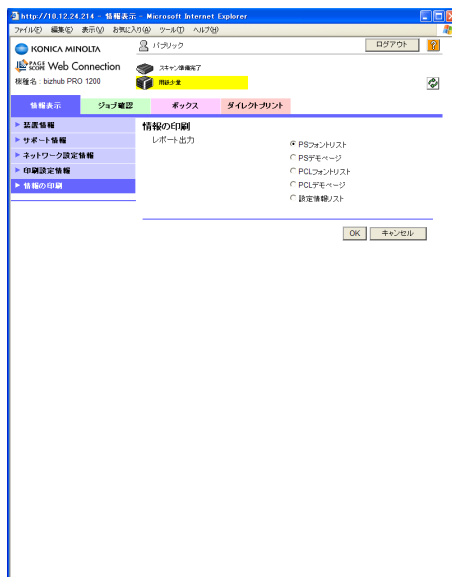 http://10.12.24.214 - 情報表示 - Microsoft Internet Explorer
ファイル(F) 編集(E) 表示(V) お気に入り(A) ツール(T) ヘルプ(H)
KONICA MINOLTA
パブリック
ログアウト
?
PAGE SCOPE Web Connection
スキャン準備完了
機種名 : bizhub PRO 1200
用紙少量
情報表示 ジョブ確認 ボックス ダイレクトプリント
装置情報
サポート情報
ネットワーク設定情報
印刷設定情報
情報の印刷
情報の印刷
レポート出力
PSフォントリスト
PSデモページ
PCLフォントリスト
PCLデモページ
設定情報リスト
OK キャンセル